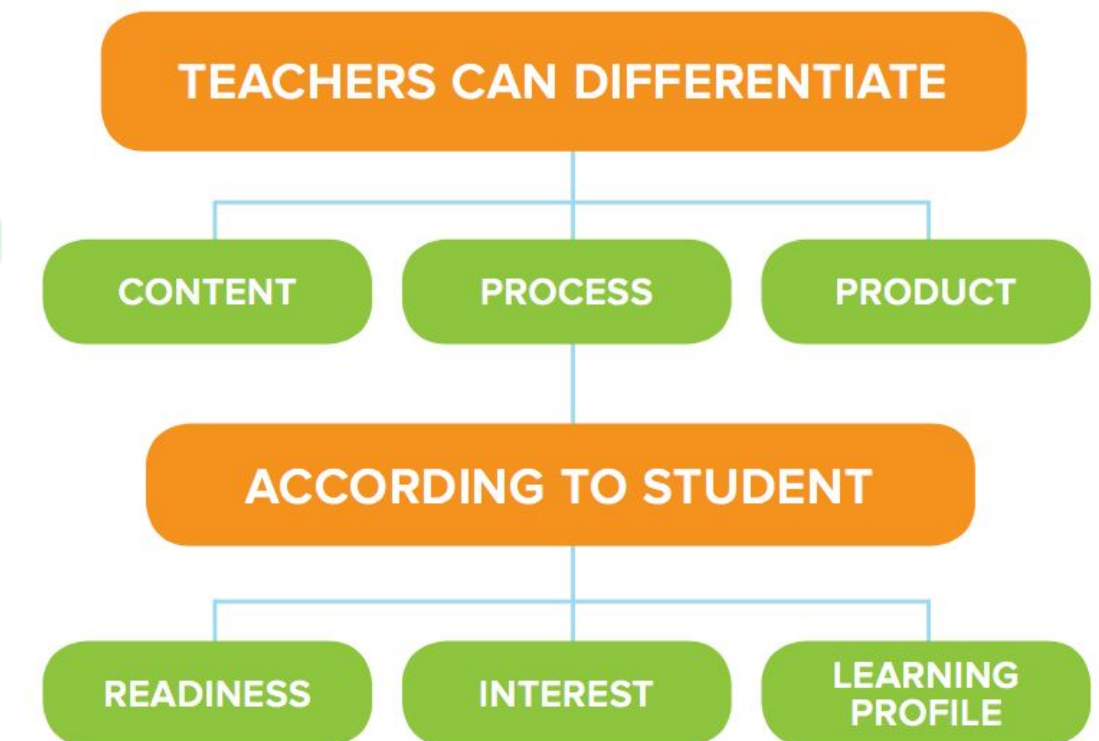 TEACHERS CAN DIFFERENTIATE
CONTENT
PROCESS
PRODUCT
ACCORDING TO STUDENT
READINESS
INTEREST
LEARNING
PROFILE